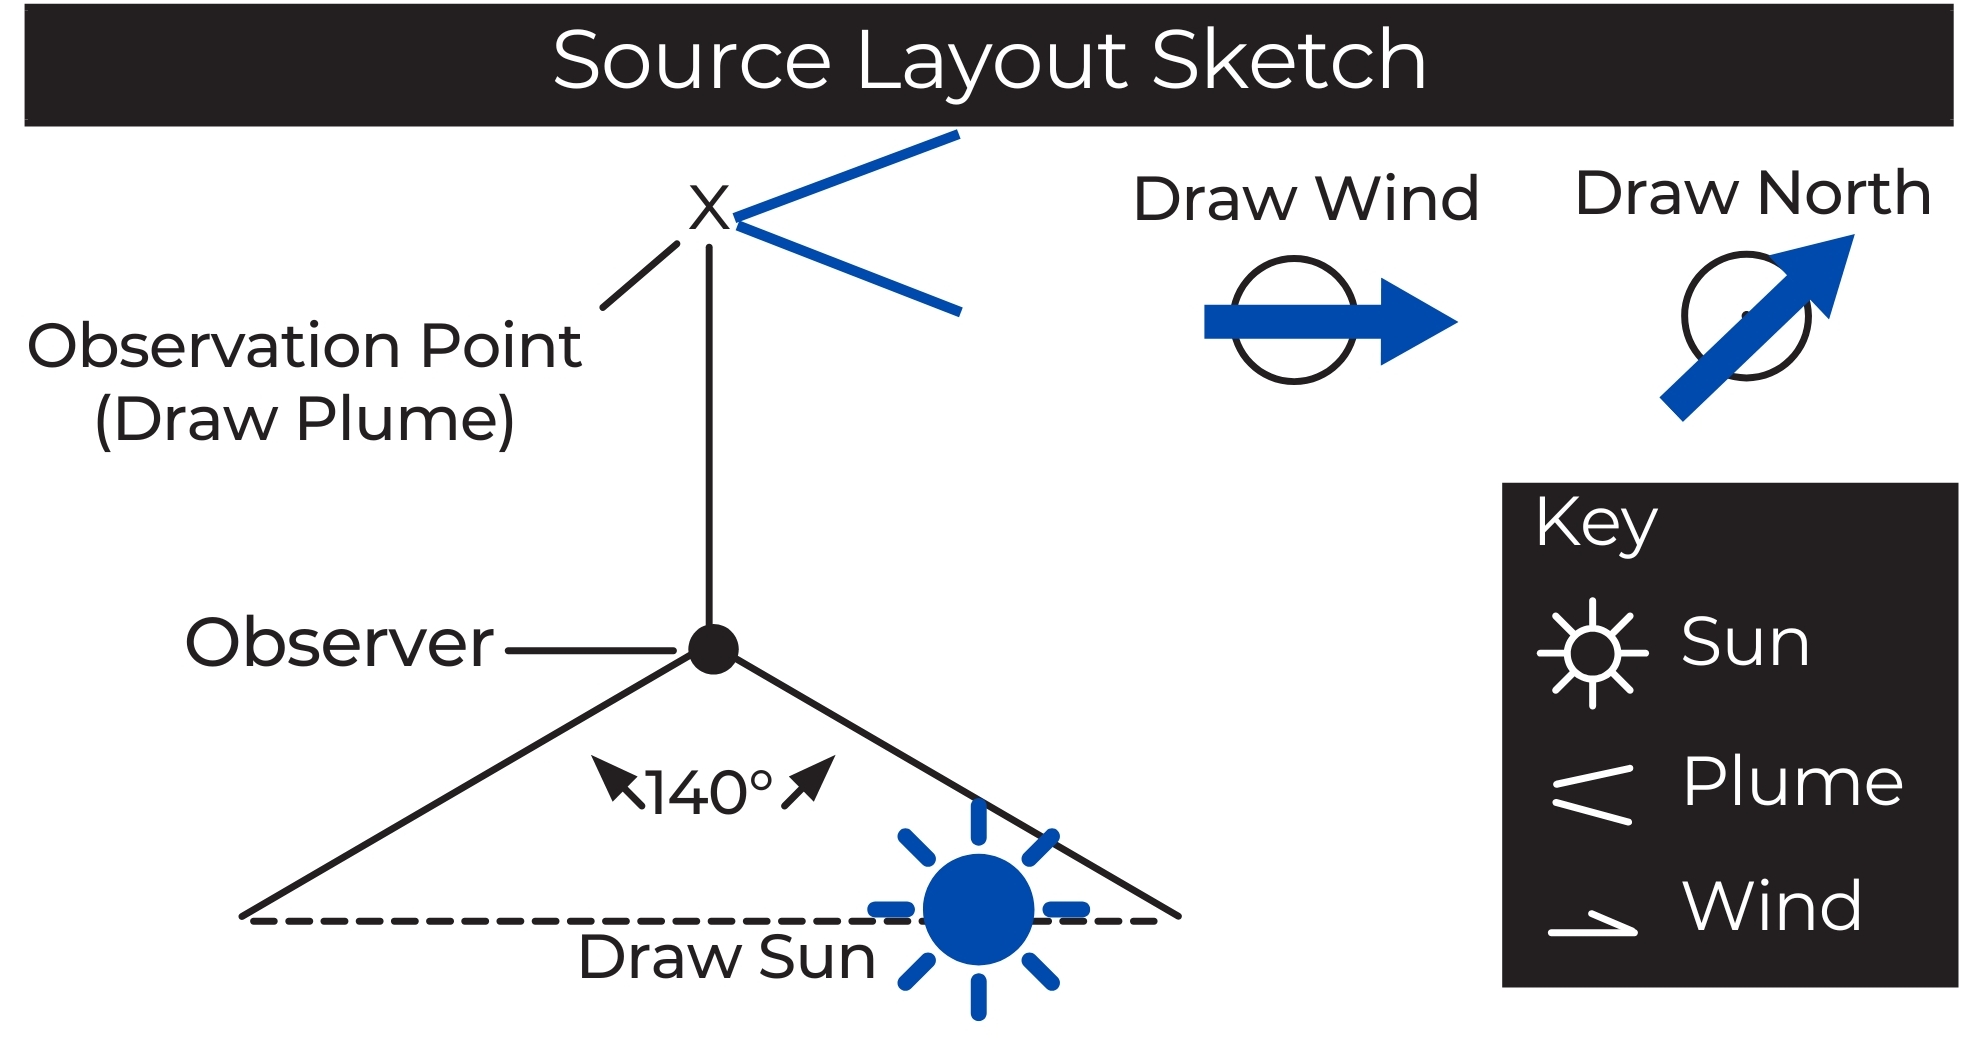 Source Layout Sketch
X
Draw Wind
Draw North
Observation Point
(Draw Plume)
Observer
140°
Draw Sun
Key
Sun
Plume
Wind